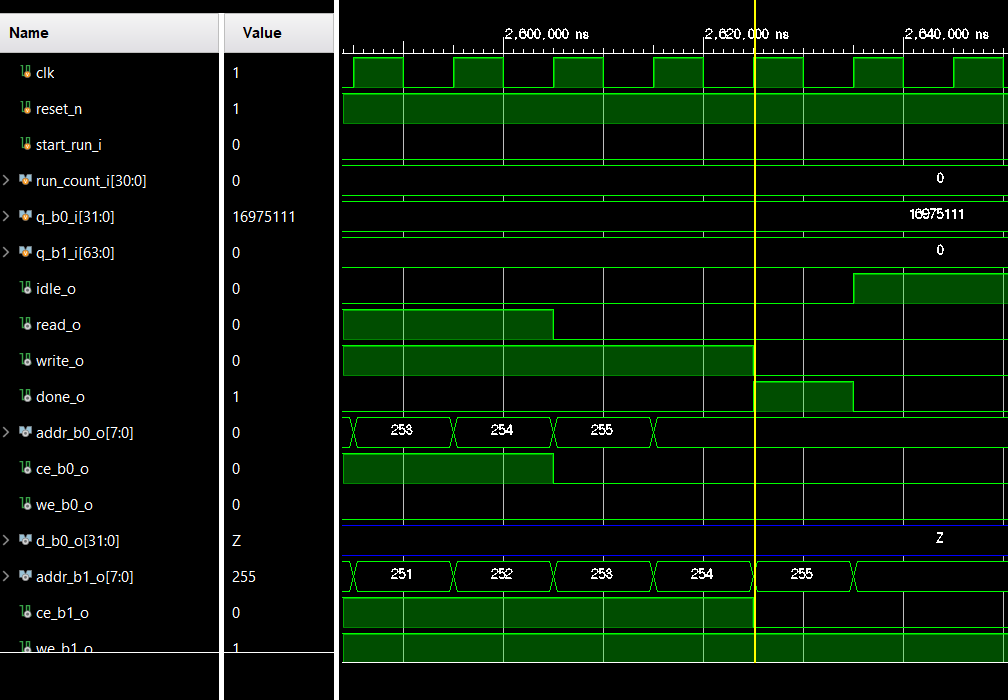 Name Value
2,600.000 ns 2,620.000 ns 2,640.000 ns
clk 1
reset_n 1
start_run_i 0
run_count_i[30:0] 0 0
q_b0_i[31:0] 16975111 16975111
q_b1_i[63:0] 0 0
idle_o 0
read_o 0
write_o 0
done_o 1
addr_b0_o[7:0] 0 253 254 255
ce_b0_o 0
we_b0_o 0
d_b0_o[31:0] Z Z
addr_b1_o[7:0] 255 251 252 253 254 255
ce_b1_o 0
we_b1_o 1